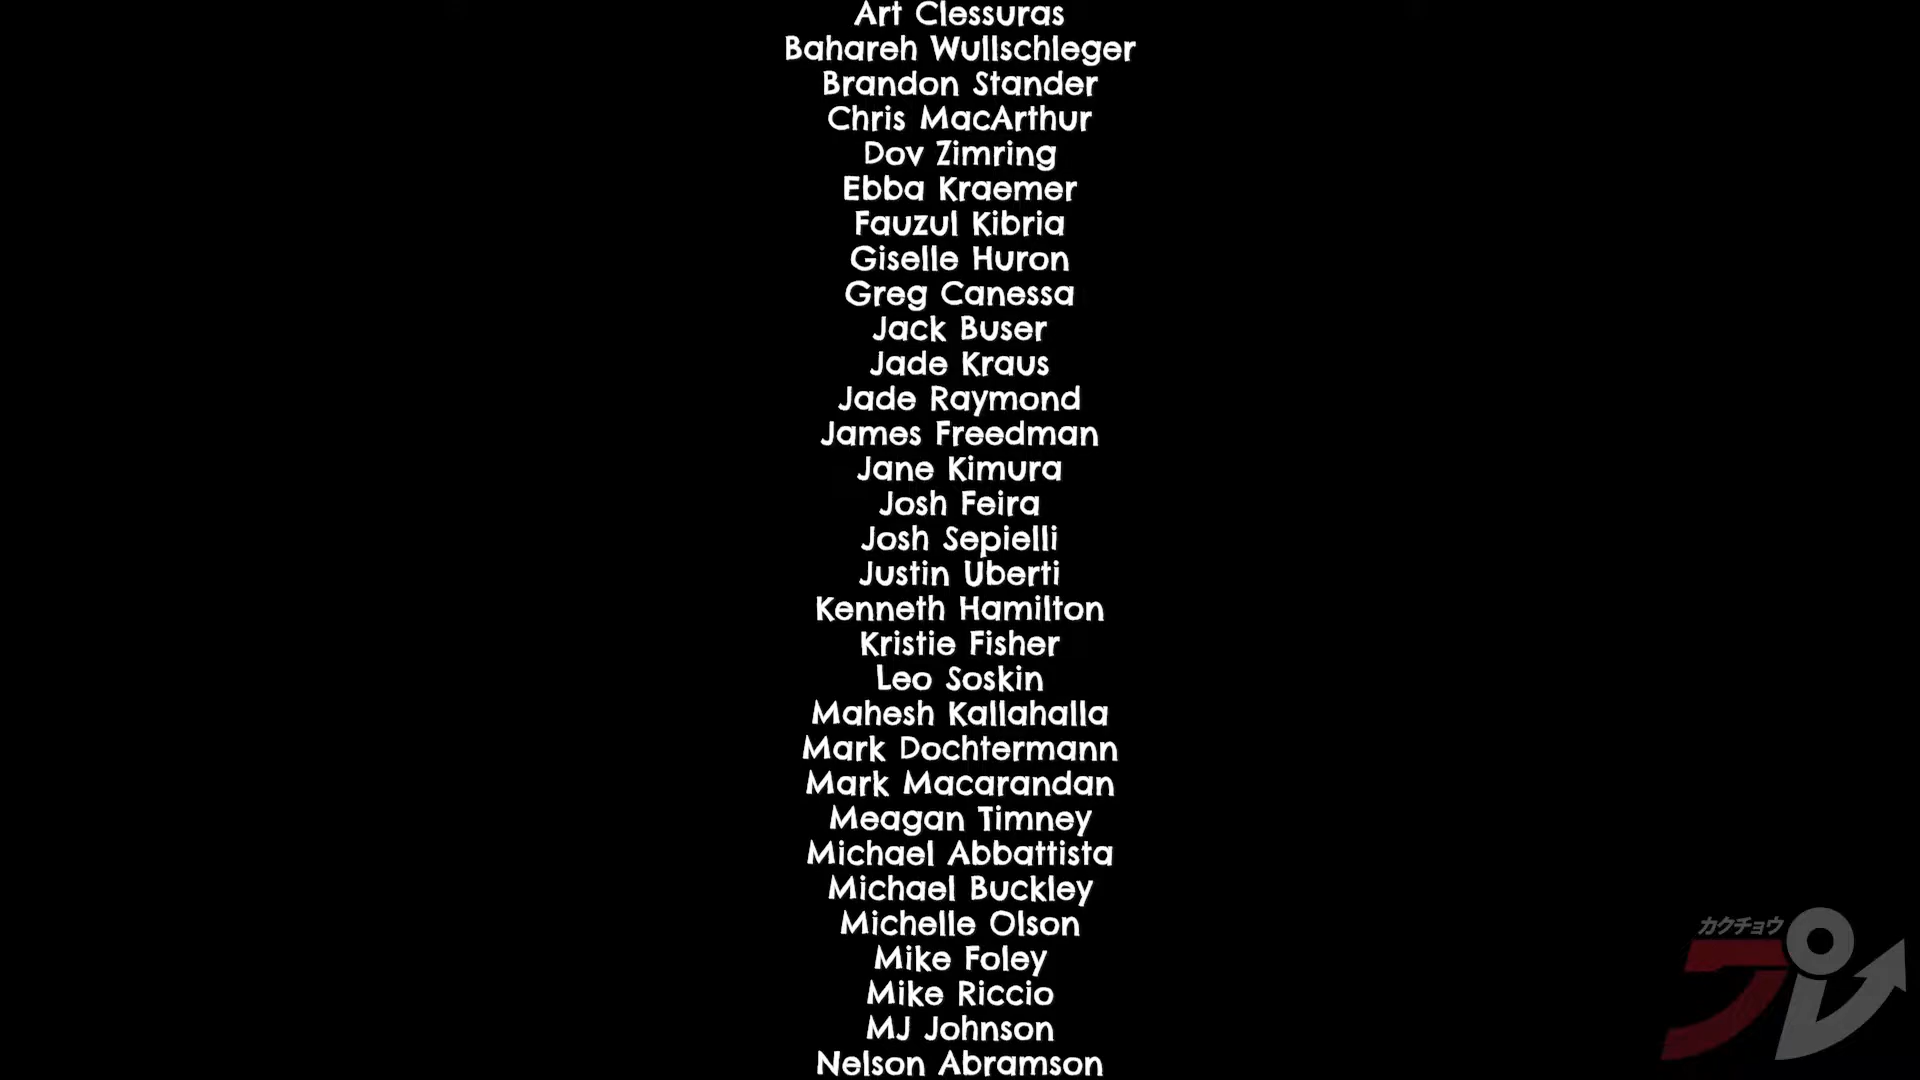 Art Clessuras
Bahareh Wullschleger
Brandon Stander
Chris MacArthur
Dov Zimring
Ebba Kraemer
Fauzul Kibria
Giselle Huron
Greg Canessa
Jack Buser
Jade Kraus
Jade Raymond
James Freedman
Jane Kimura
Josh Feira
Josh Sepielli
Justin Uberti
Kenneth Hamilton
Kristie Fisher
Leo Soskin
Mahesh Kallahalla
Mark Dochtermann
Mark Macarandan
Meagan Timney
Michael Abbattista
Michael Buckley
Michelle Olson
Mike Foley
Mike Riccio
MJ Johnson
Nelson Abramson
カクチョウ
プレ